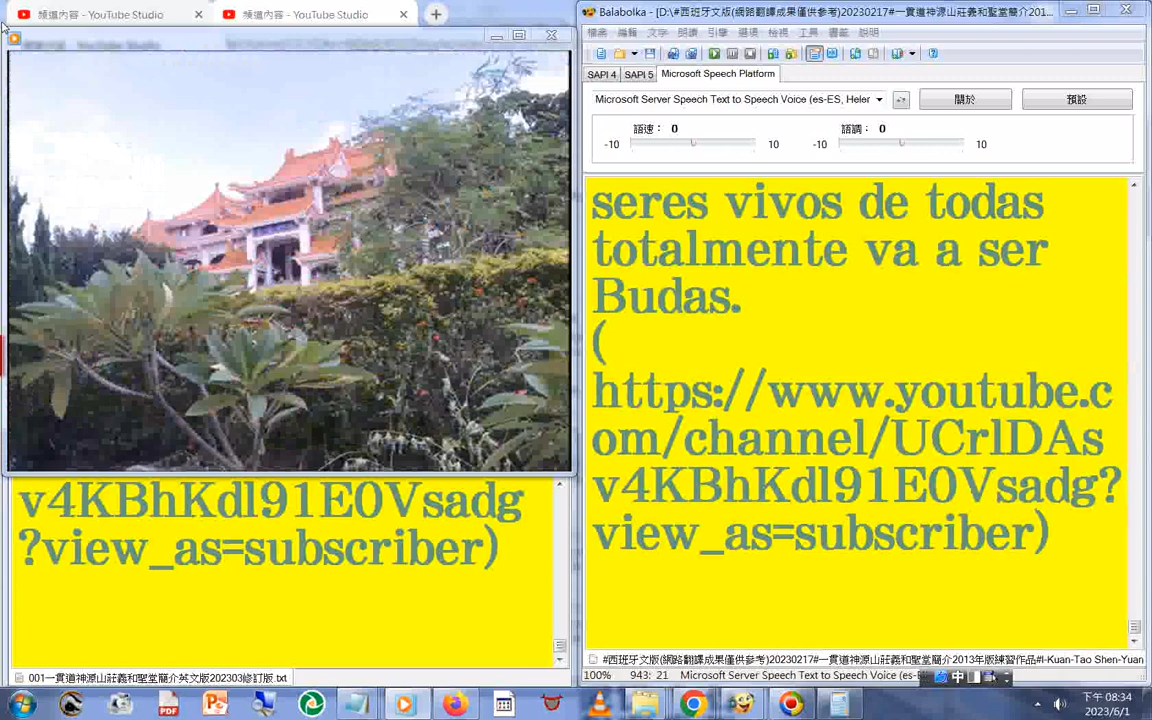 頻道內容 - YouTube Studio
頻道內容 - YouTube Studio
Balabolka - [D:\#西班牙文版(網路翻譯成果僅供參考)20230217#一貫道神源山莊義和聖堂簡介201...
檔案 編輯 文字 朗讀 引擎 選項 檢視 工具 書籤 說明
SAPI 4 SAPI 5 Microsoft Speech Platform
Microsoft Server Speech Text to Speech Voice (es-ES, Heler
關於
預設
語速： 0
語調： 0
-10 10 -10 10
seres vivos de todas
totalmente va a ser
Budas.
(
https://www.youtube.c
om/channel/UCrlDAs
v4KBhKdl91E0Vsadg?
view_as=subscriber)
v4KBhKdl91E0Vsadg
?view_as=subscriber)
001一貫道神源山莊義和聖堂簡介英文版202303修訂版.txt
#西班牙文版(網路翻譯成果僅供參考)20230217#一貫道神源山莊義和聖堂簡介2013年版練習作品#I-Kuan-Tao Shen-Yuan
100% 943: 21 Microsoft Server Speech Text to Speech Voice (es-E
中
下午 08:34
2023/6/1